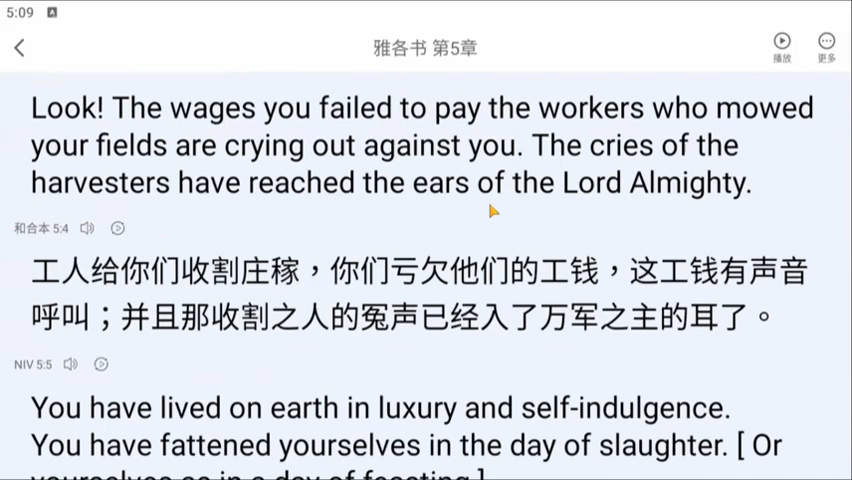 5:09 A
雅各书 第5章
播放 更多
Look! The wages you failed to pay the workers who mowed
your fields are crying out against you. The cries of the
harvesters have reached the ears of the Lord Almighty.
和合本 5:4
工人给你们收割庄稼，你们亏欠他们的工钱，这工钱有声音
呼叫；并且那收割之人的冤声已经入了万军之主的耳了。
NIV 5:5
You have lived on earth in luxury and self-indulgence.
You have fattened yourselves in the day of slaughter. [ Or
yourselves as in a day of feasting ]